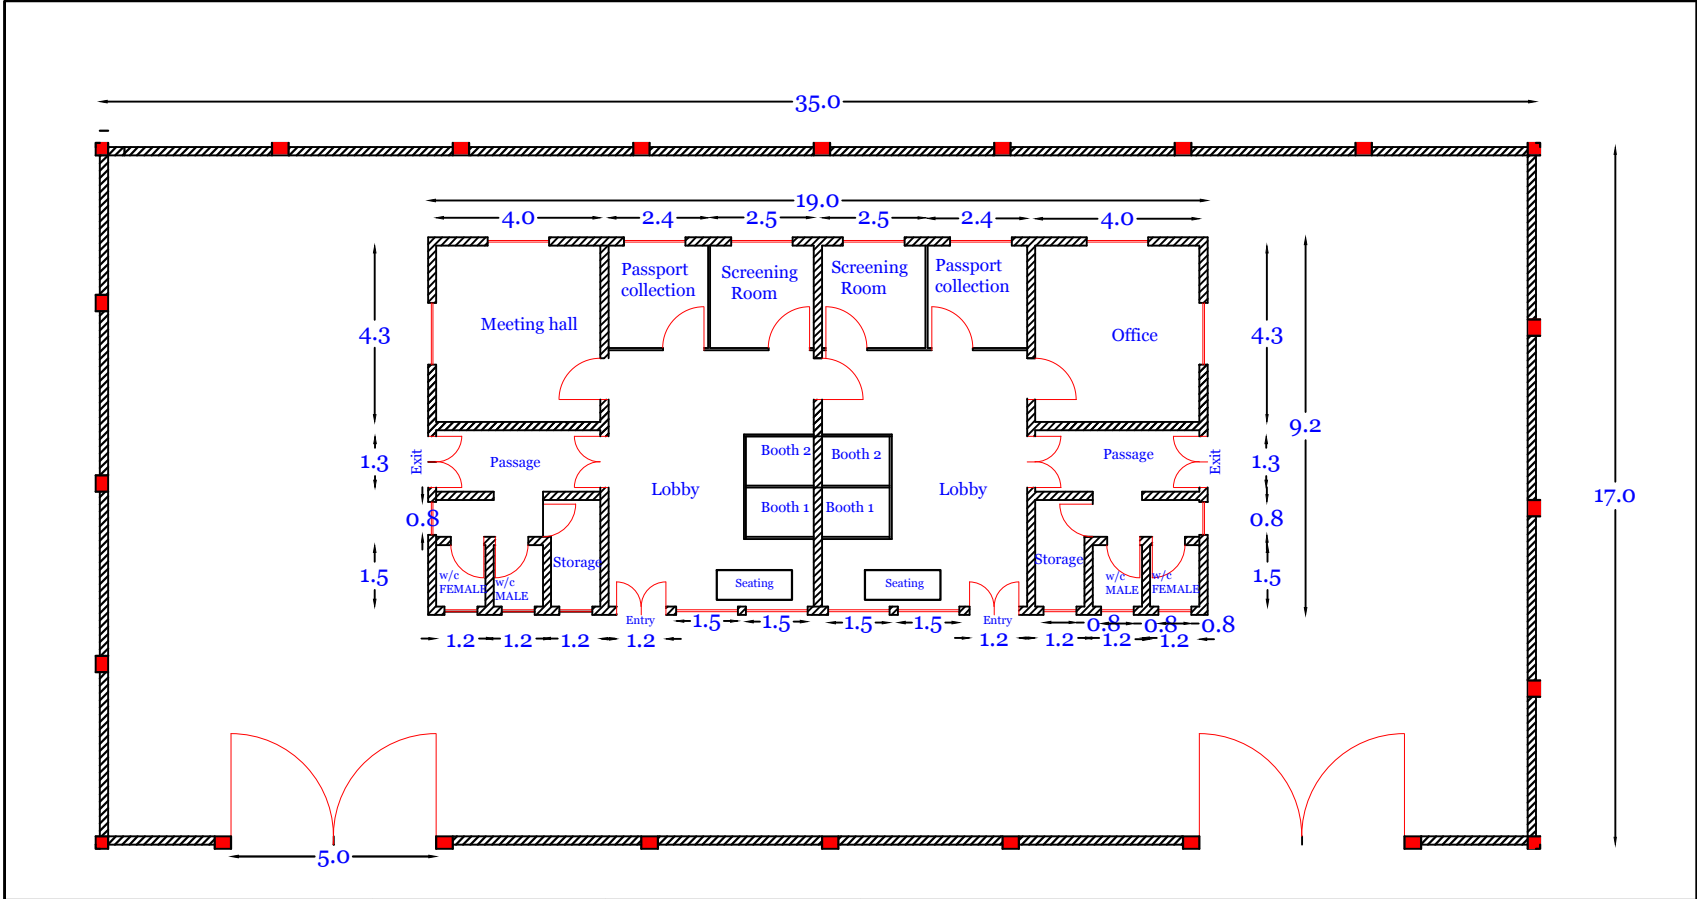 35.0
19.0
4.0
2.4
2.5
2.5
2.4
4.0
Passport
collection
Screening
Room
Screening
Room
Passport
collection
Meeting hall
Office
4.3
4.3
9.2
Exit
1.3
Passage
Booth 2
Booth 2
Passage
Exit
1.3
Lobby
Lobby
17.0
0.8
Booth 1
Booth 1
0.8
Storage
Storage
1.5
w/c
FEMALE
w/c
MALE
Seating
Seating
w/c
MALE
w/c
FEMALE
1.5
Entry
1.5
1.5
1.5
1.5
Entry
0.8
0.8
0.8
1.2
1.2
1.2
1.2
1.2
1.2
1.2
1.2
5.0